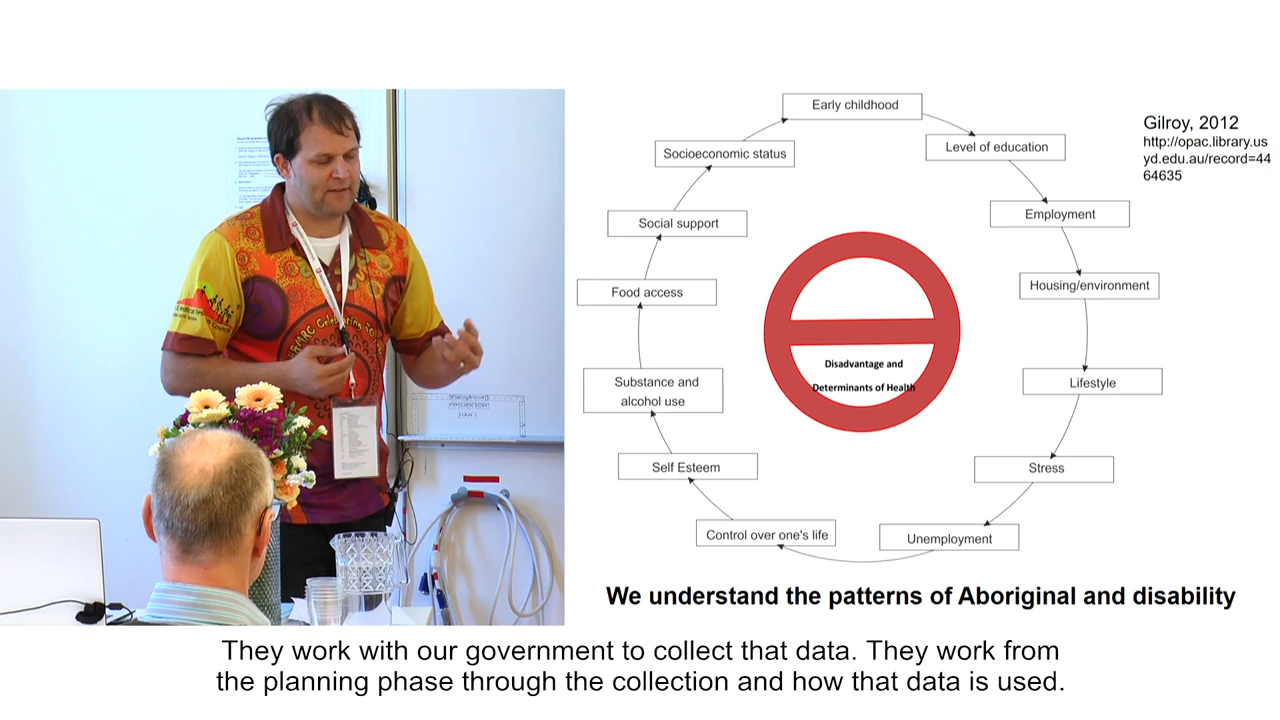 Early childhood
Level of education
Employment
Housing/environment
Lifestyle
Stress
Unemployment
Control over one's life
Self Esteem
Substance and
alcohol use
Food access
Social support
Socioeconomic status
Disadvantage and
Determinants of Health
Gilroy, 2012
http://opac.library.us
yd.edu.au/record=44
64635
We understand the patterns of Aboriginal and disability
They work with our government to collect that data. They work from
the planning phase through the collection and how that data is used.